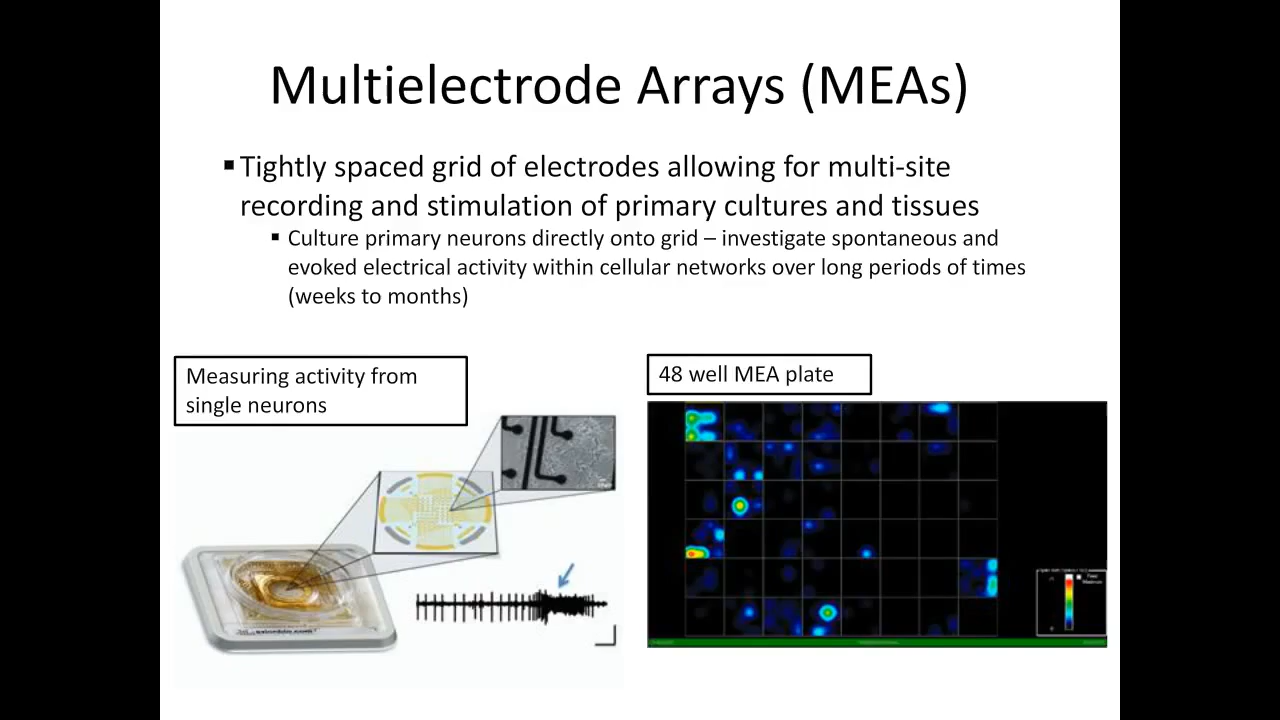 Multielectrode Arrays (MEAs)
▪ Tightly spaced grid of electrodes allowing for multi-site
recording and stimulation of primary cultures and tissues
▪ Culture primary neurons directly onto grid – investigate spontaneous and
evoked electrical activity within cellular networks over long periods of times
(weeks to months)
Measuring activity from
single neurons
48 well MEA plate